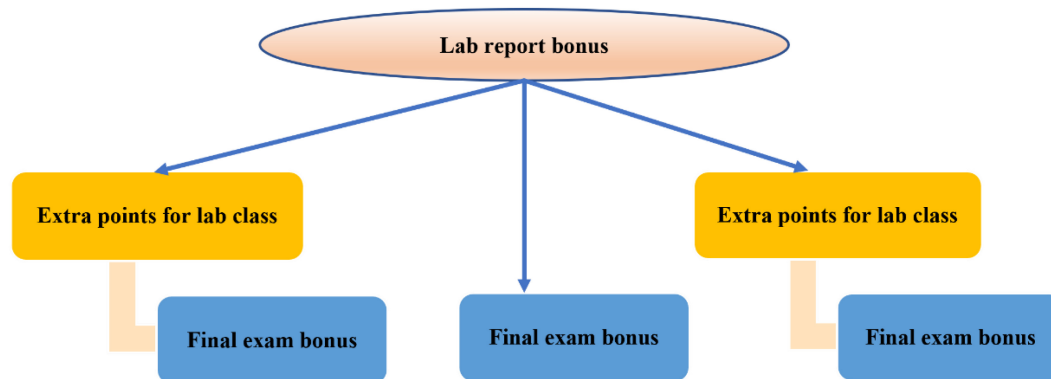 Lab report bonus
Extra points for lab class
Extra points for lab class
Final exam bonus
Final exam bonus
Final exam bonus